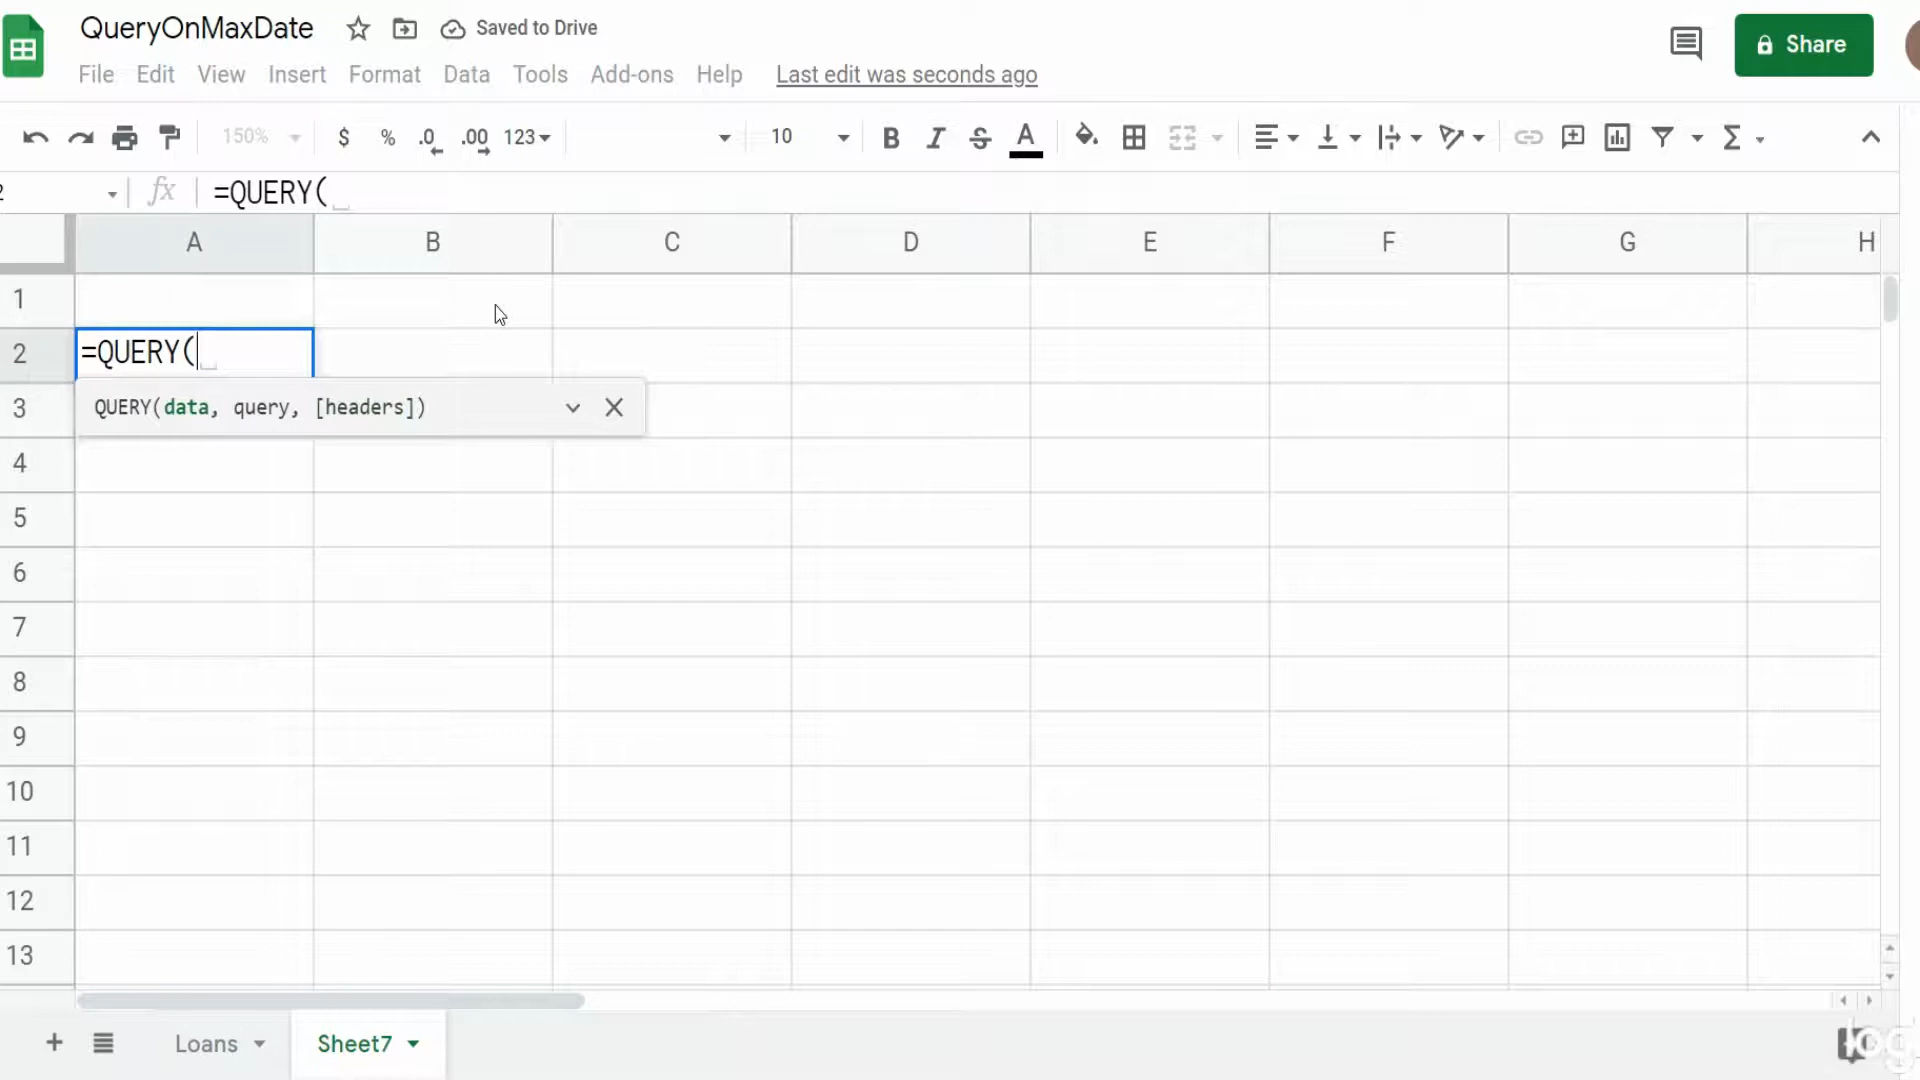 QueryOnMaxDate Saved to Drive
Share
File Edit View Insert Format Data Tools Add-ons Help Last edit was seconds ago
150% $ % .0 .00 123 10 B I S A Σ
2 fx =QUERY(
A B C D E F G H
1
2 =QUERY(
QUERY(data, query, [headers])
3
4
5
6
7
8
9
10
11
12
13
+ Loans Sheet7